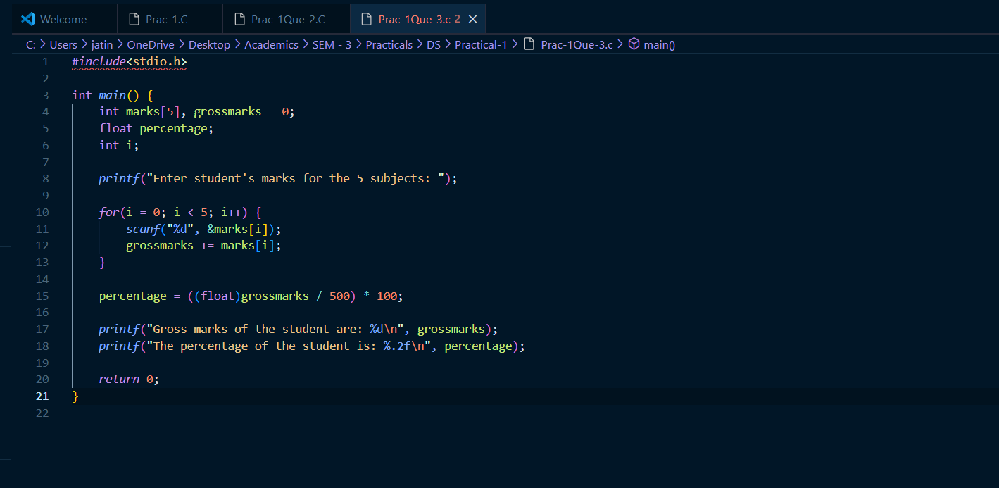 Welcome Prac-1.C Prac-1Que-2.C Prac-1Que-3.c 2
C: > Users > jatin > OneDrive > Desktop > Academics > SEM - 3 > Practicals > DS > Practical-1 > Prac-1Que-3.c > main()
1 #include<stdio.h>
2
3 int main() {
4     int marks[5], grossmarks = 0;
5     float percentage;
6     int i;
7
8     printf("Enter student's marks for the 5 subjects: ");
9
10     for(i = 0; i < 5; i++) {
11         scanf("%d", &marks[i]);
12         grossmarks += marks[i];
13     }
14
15     percentage = ((float)grossmarks / 500) * 100;
16
17     printf("Gross marks of the student are: %d\n", grossmarks);
18     printf("The percentage of the student is: %.2f\n", percentage);
19
20     return 0;
21 }
22